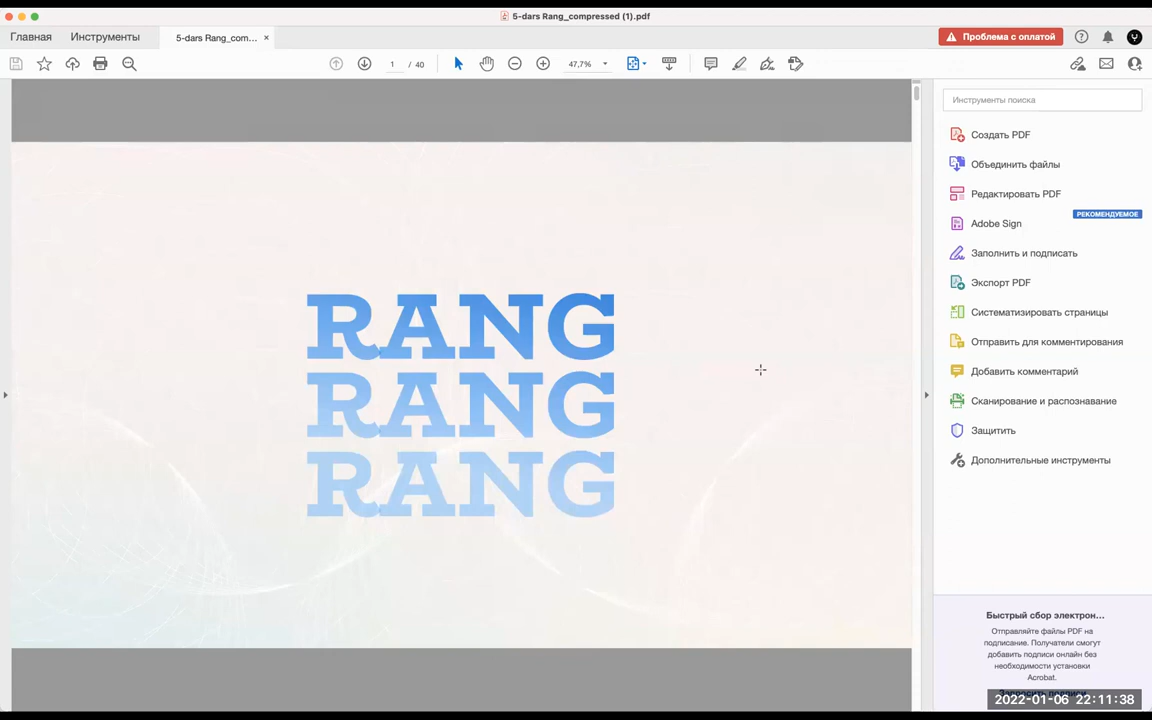 5-dars Rang_compressed (1).pdf
Главная Инструменты 5-dars Rang_com... × Проблема с оплатой
1 / 40 47,7%
Инструменты поиска
Создать PDF
Объединить файлы
Редактировать PDF
РЕКОМЕНДУЕМОЕ
Adobe Sign
Заполнить и подписать
Экспорт PDF
Систематизировать страницы
Отправить для комментирования
Добавить комментарий
Сканирование и распознавание
Защитить
Дополнительные инструменты
RANG
RANG
RANG
Быстрый сбор электрон...
Отправляйте файлы PDF на
подписание. Получатели смогут
добавить подписи онлайн без
необходимости установки
Acrobat.
2022-01-06 22:11:38